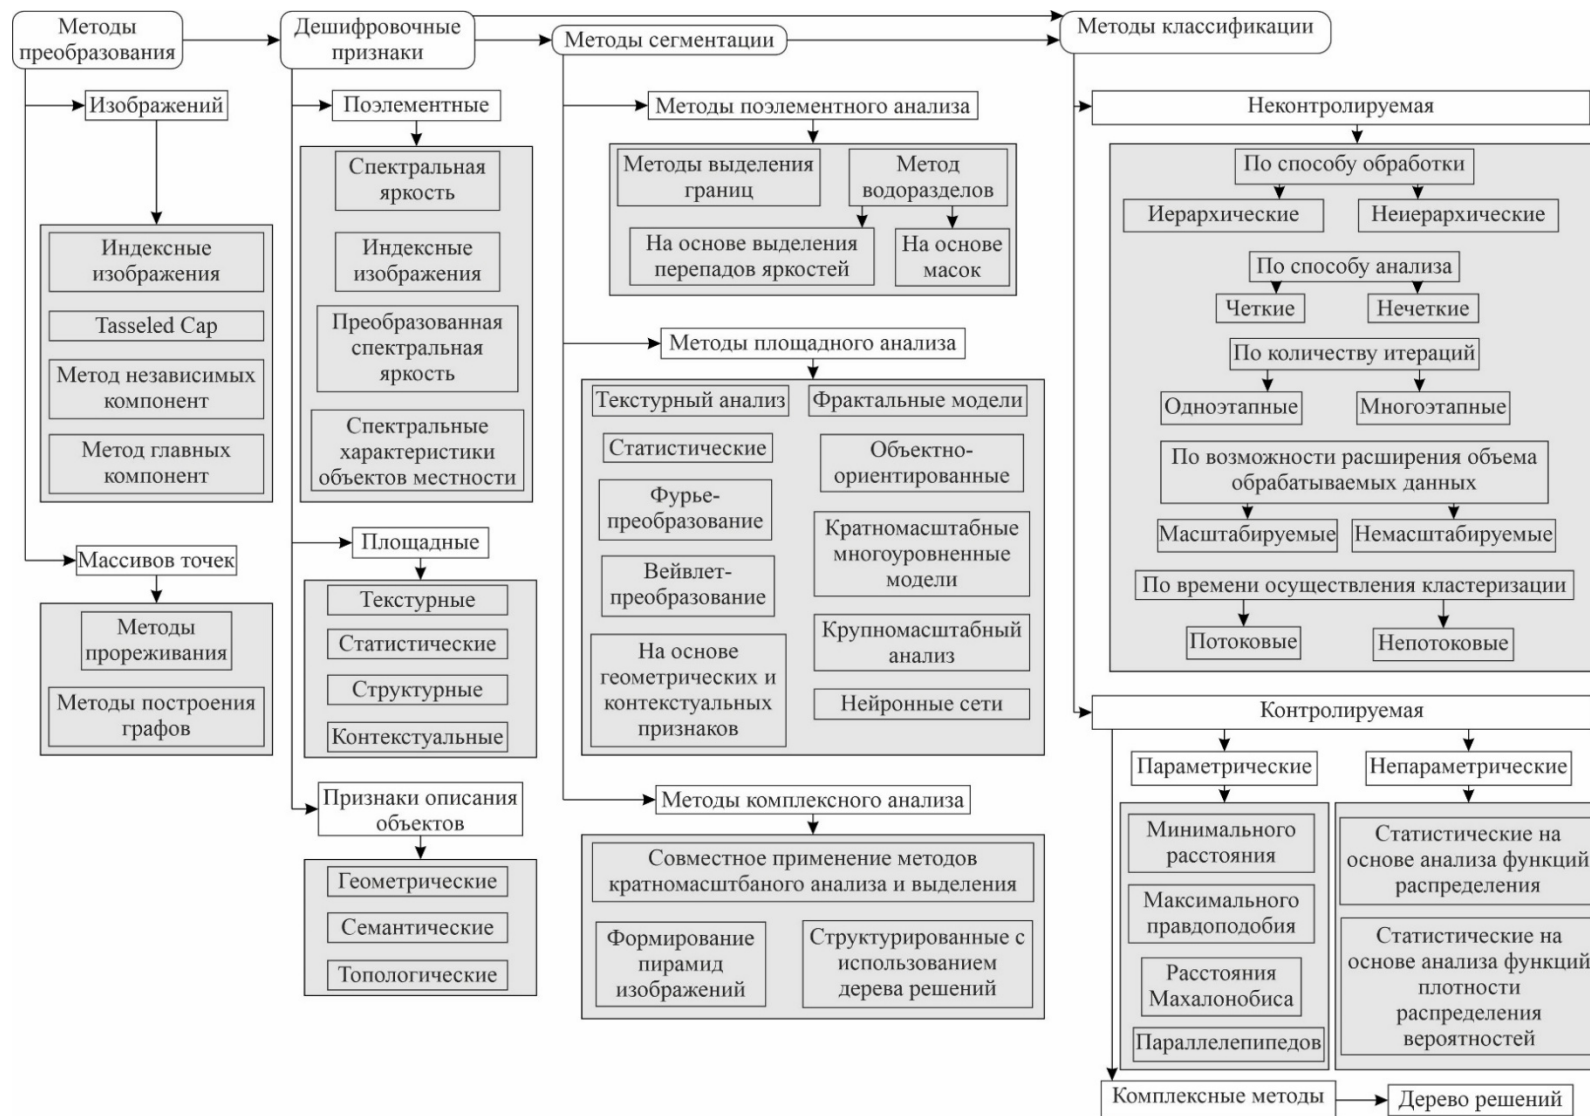 Методы
преобразования
Изображений
Индексные
изображения
Tasseled Cap
Метод независимых
компонент
Метод главных
компонент
Массивов точек
Методы
прореживания
Методы построения
графов
Дешифровочные
признаки
Поэлементные
Спектральная
яркость
Индексные
изображения
Преобразованная
спектральная
яркость
Спектральные
характеристики
объектов местности
Площадные
Текстурные
Статистические
Структурные
Контекстуальные
Признаки описания
объектов
Геометрические
Семантические
Топологические
Методы сегментации
Методы поэлементного анализа
Методы выделения
границ
Метод
водоразделов
На основе выделения
перепадов яркостей
На основе
масок
Методы площадного анализа
Текстурный анализ
Статистические
Фурье-
преобразование
Вейвлет-
преобразование
На основе
геометрических и
контекстуальных
признаков
Фрактальные модели
Объектно-
ориентированные
Кратномасштабные
многоуровненные
модели
Крупномасштабный
анализ
Нейронные сети
Методы комплексного анализа
Совместное применение методов
кратномасштбаного анализа и выделения
Формирование
пирамид
изображений
Структурированные с
использованием
дерева решений
Методы классификации
Неконтролируемая
По способу обработки
Иерархические
Неиерархические
По способу анализа
Четкие
Нечеткие
По количеству итераций
Одноэтапные
Многоэтапные
По возможности расширения объема
обрабатываемых данных
Масштабируемые
Немасштабируемые
По времени осуществления кластеризации
Потоковые
Непотоковые
Контролируемая
Параметрические
Минимального
расстояния
Максимального
правдоподобия
Расстояния
Махалонобиса
Параллелепипедов
Непараметрические
Статистические на
основе анализа функций
распределения
Статистические на
основе анализа функций
плотности
распределения
вероятностей
Комплексные методы
Дерево решений